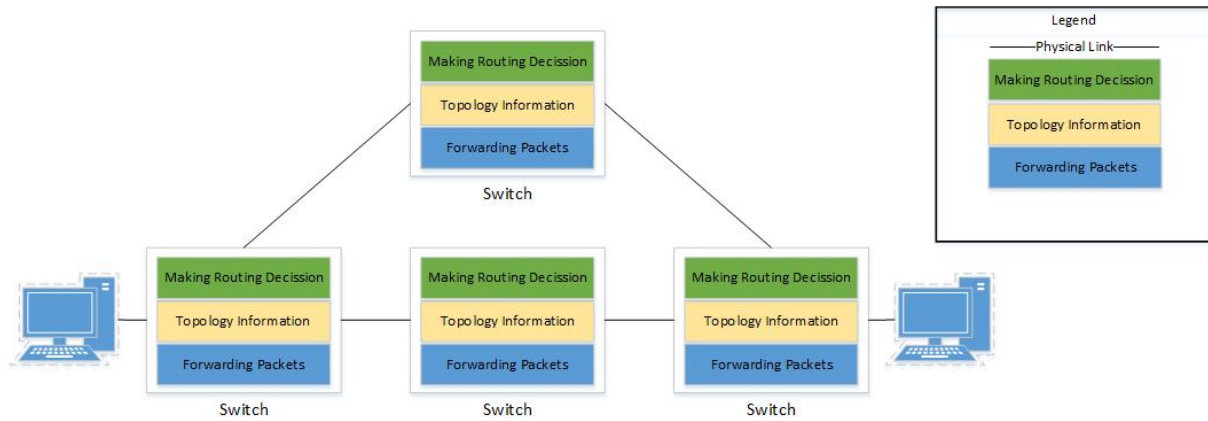 Legend
Physical Link
Making Routing Decission
Topology Information
Forwarding Packets
Making Routing Decission
Topology Information
Forwarding Packets
Switch
Making Routing Decission
Topology Information
Forwarding Packets
Switch
Making Routing Decission
Topology Information
Forwarding Packets
Switch
Making Routing Decission
Topology Information
Forwarding Packets
Switch